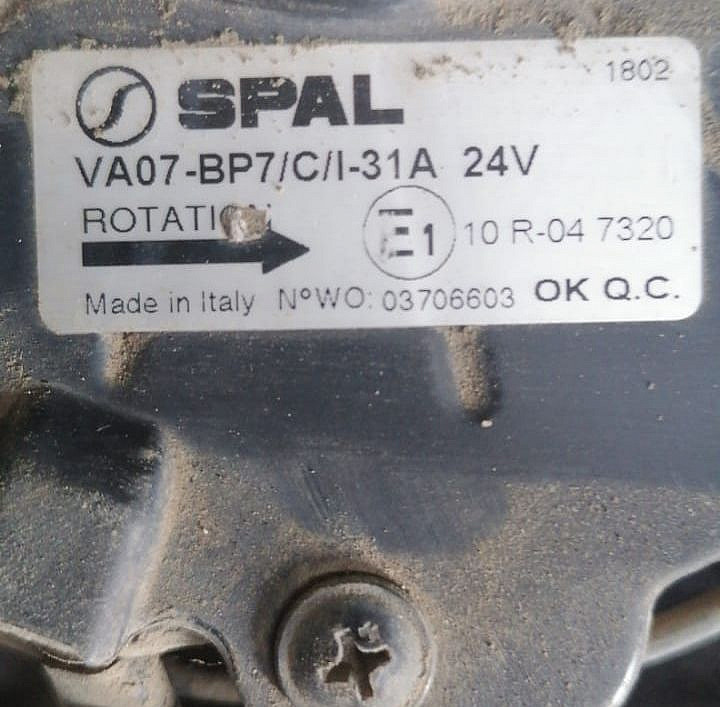 SPAL 1802
VA07-BP7/C/I-31A 24V
ROTATION
E1 10 R-04 7320
Made in Italy N°WO: 03706603 OK Q.C.